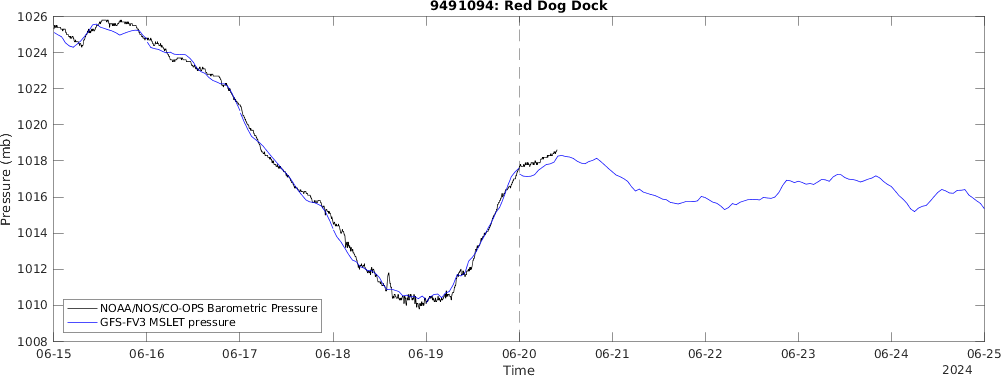 9491094: Red Dog Dock
1026
1024
1022
1020
1018
1016
1014
1012
1010
1008
Pressure (mb)
NOAA/NOS/CO-OPS Barometric Pressure
GFS-FV3 MSLET pressure
06-15 06-16 06-17 06-18 06-19 06-20 06-21 06-22 06-23 06-24 06-25
Time
2024